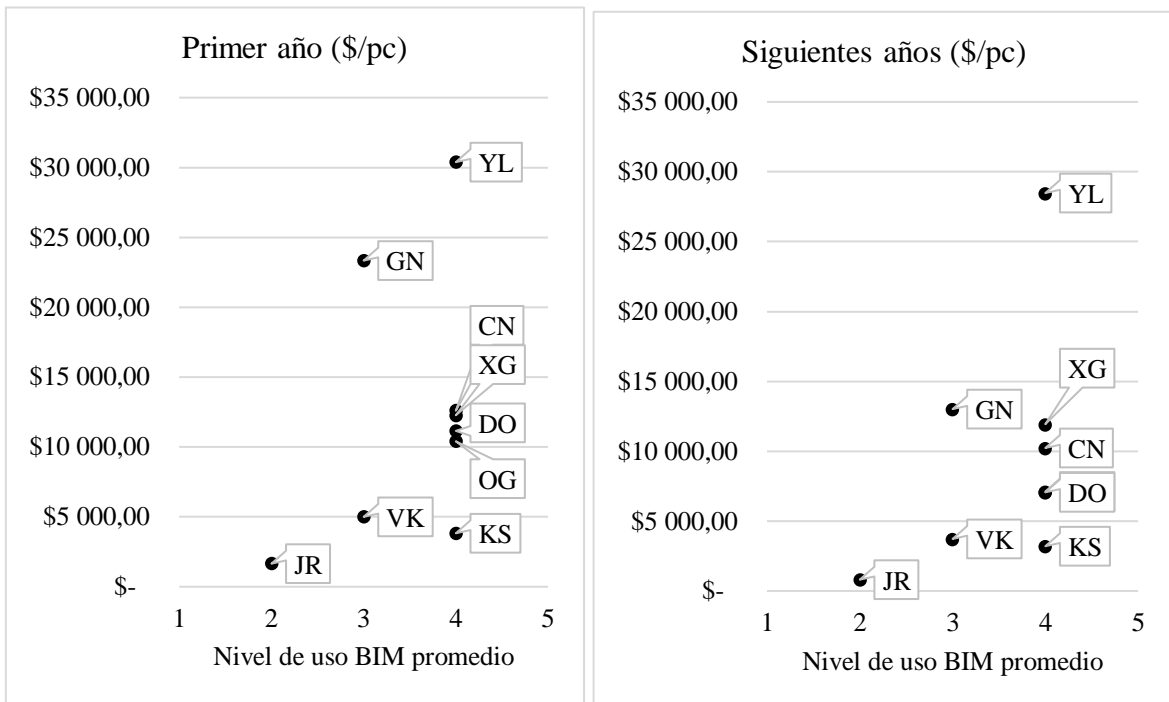 Primer año ($/pc)
$35 000,00
$30 000,00
$25 000,00
$20 000,00
$15 000,00
$10 000,00
$5 000,00
$-
YL
GN
CN
XG
DO
OG
VK
KS
JR
1 2 3 4 5
Nivel de uso BIM promedio
Siguientes años ($/pc)
$35 000,00
$30 000,00
$25 000,00
$20 000,00
$15 000,00
$10 000,00
$5 000,00
$-
YL
XG
GN
CN
DO
VK
KS
JR
1 2 3 4 5
Nivel de uso BIM promedio